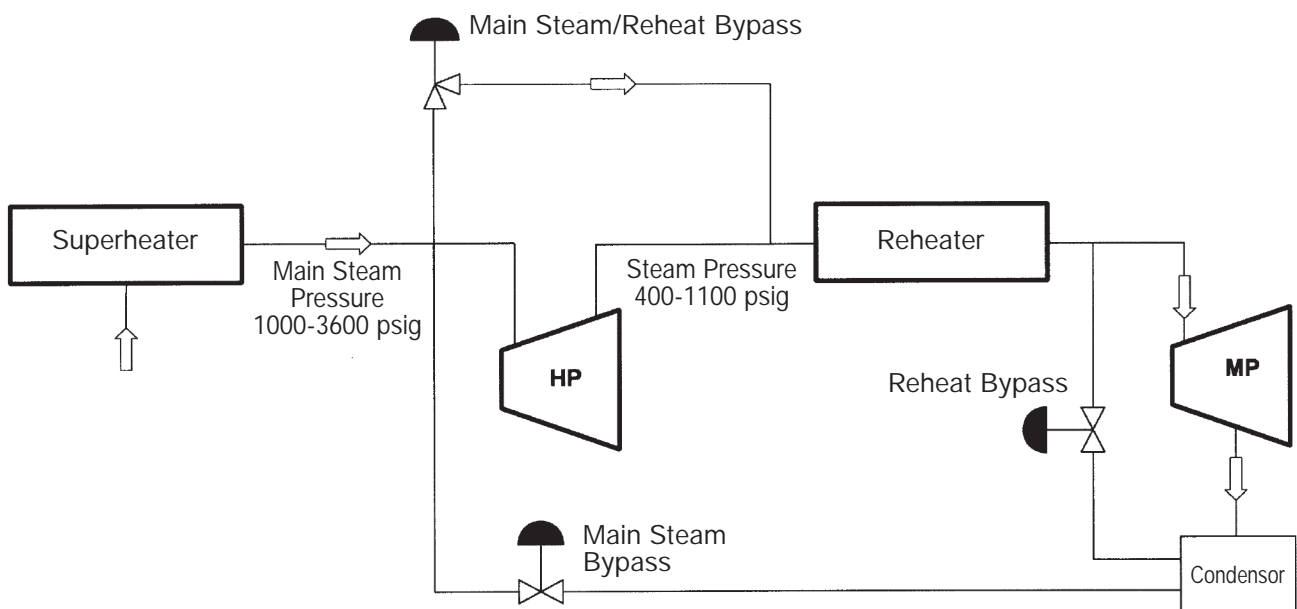 Main Steam/Reheat Bypass
Superheater
Main Steam
Pressure
1000-3600 psig
Steam Pressure
400-1100 psig
Reheater
HP
MP
Reheat Bypass
Main Steam
Bypass
Condensor